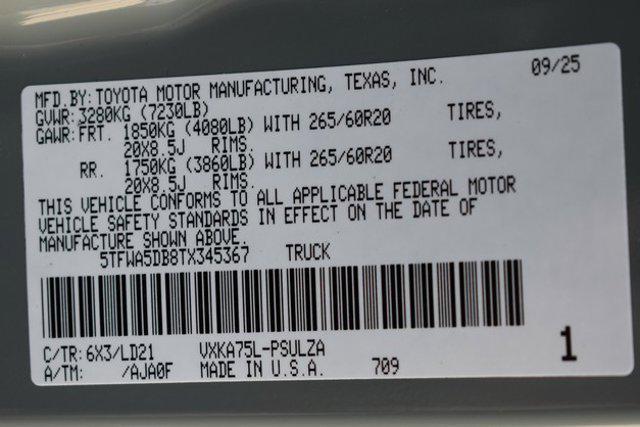 MFD.BY: TOYOTA MOTOR MANUFACTURING, TEXAS, INC. 09/25
GVWR: 3280KG (7230LB)
GAWR: FRT. 1850KG (4080LB) WITH 265/60R20 TIRES,
20X8.5J RIMS.
RR. 1750KG (3860LB) WITH 265/60R20 TIRES,
20X8.5J RIMS.
THIS VEHICLE CONFORMS TO ALL APPLICABLE FEDERAL MOTOR
VEHICLE SAFETY STANDARDS IN EFFECT ON THE DATE OF
MANUFACTURE SHOWN ABOVE.
5TFWA5DB8TX345367 TRUCK
C/TR: 6X3/LD21 VXKA75L-PSULZA 1
A/TM: /AJA0F MADE IN U.S.A. 709